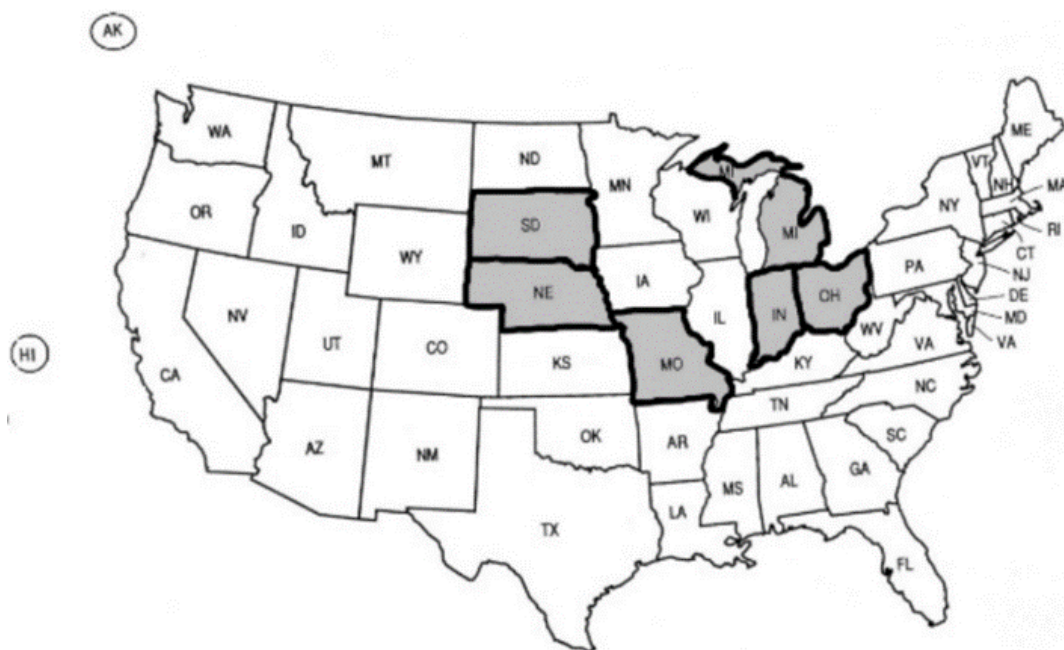 AK
WA
MT
ND
MN
ME
VT
NH
MA
MI
OR
ID
SD
WI
MI
NY
RI
WY
CT
PA
NJ
NE
IA
OH
DE
NV
IL
IN
MD
HI
UT
CO
WV
VA
VA
KS
MO
KY
CA
NC
TN
OK
AR
SC
AZ
NM
GA
MS
AL
LA
TX
FL